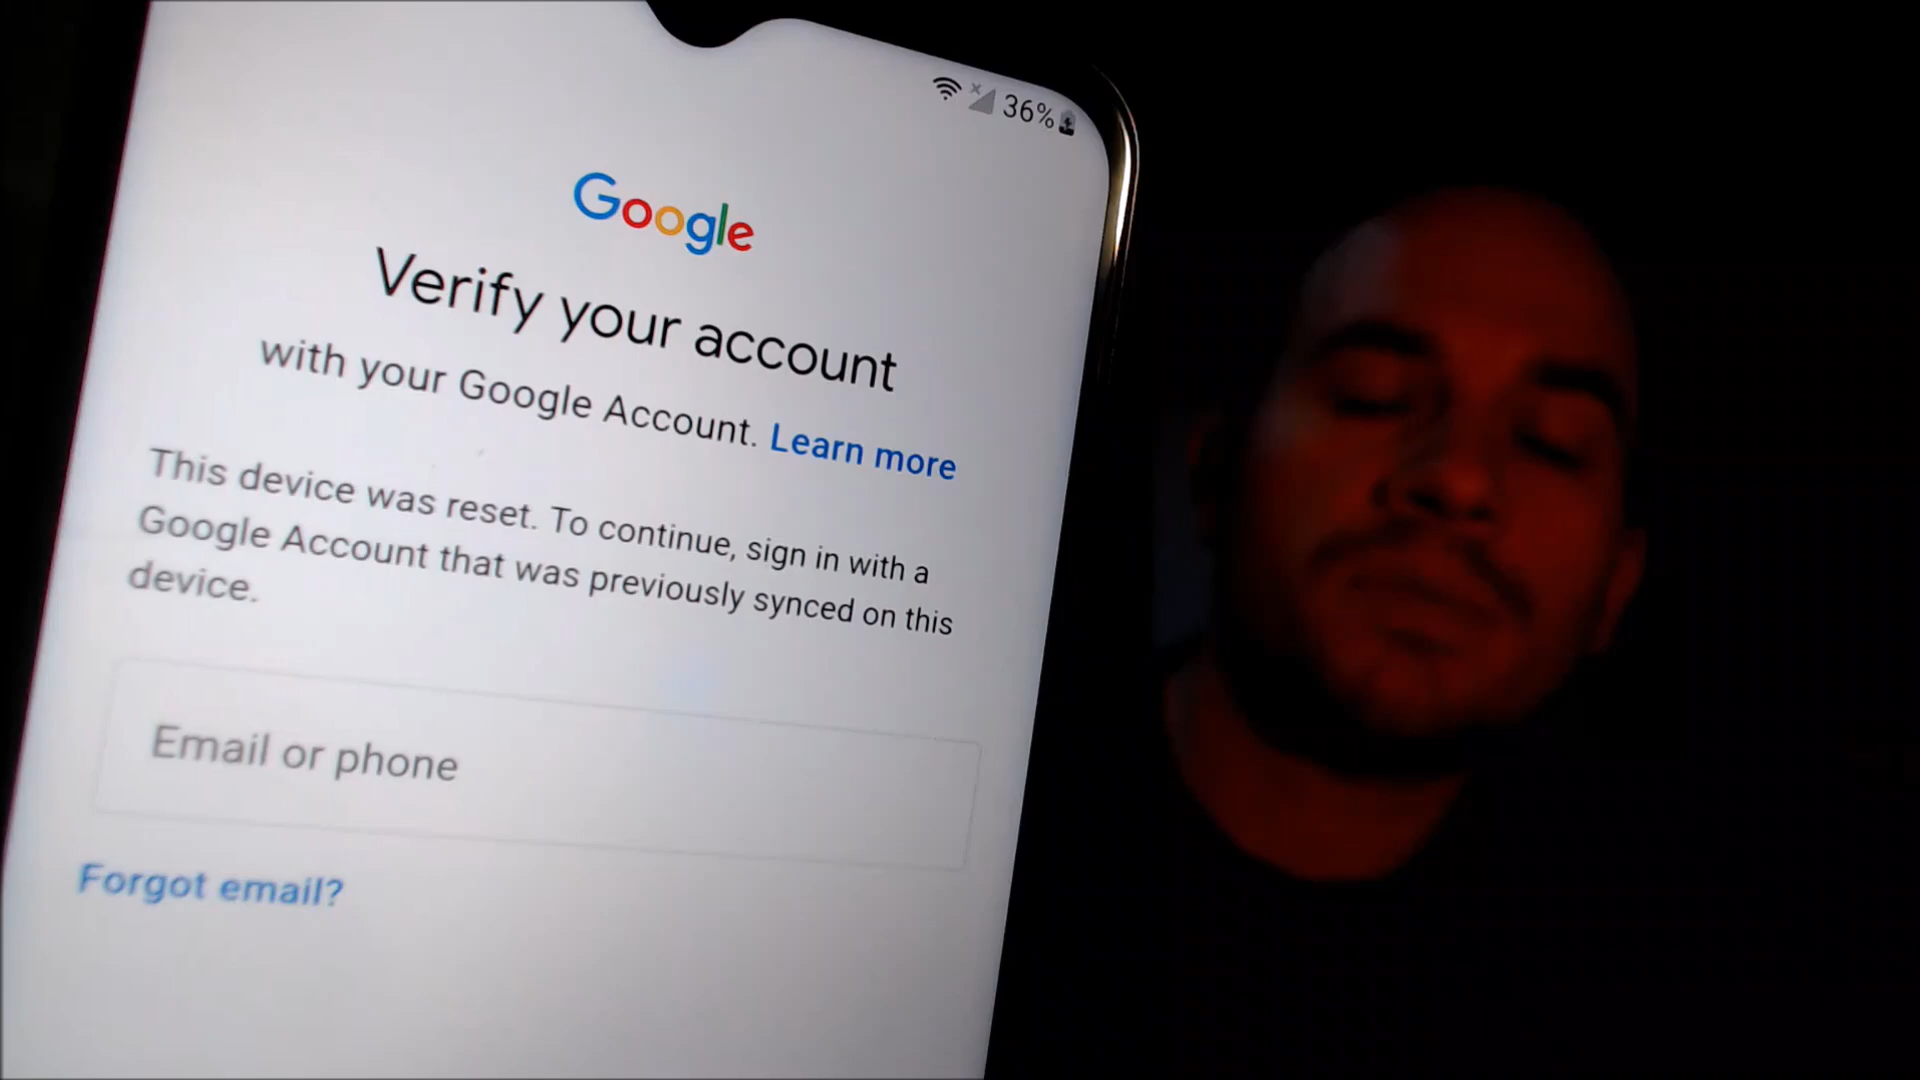 36%
Google
Verify your account
with your Google Account. Learn more
This device was reset. To continue, sign in with a
Google Account that was previously synced on this
device.
Email or phone
Forgot email?